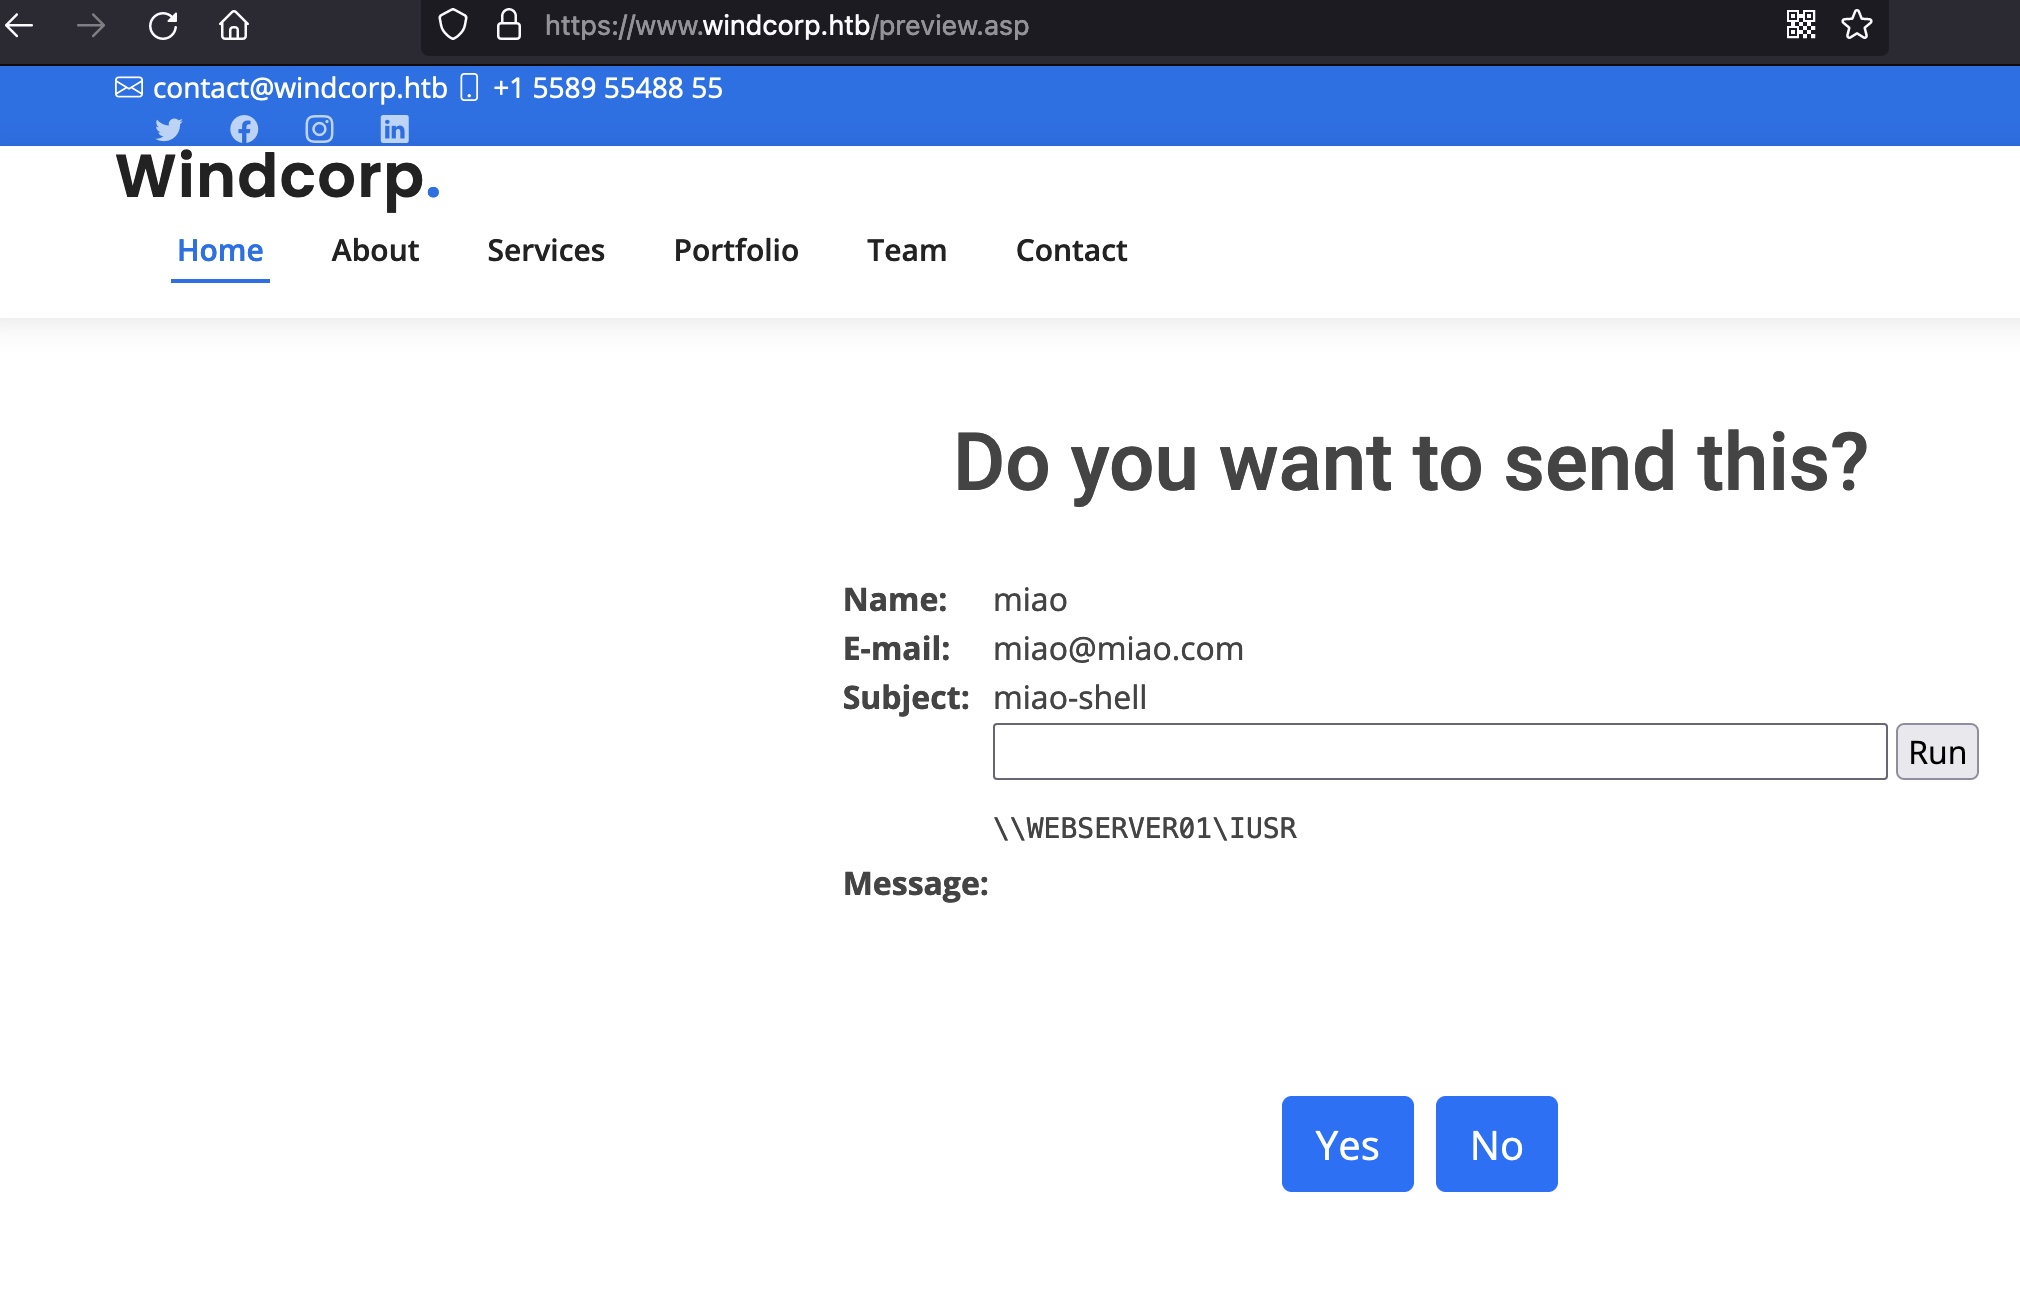 https://www.windcorp.htb/preview.asp
contact@windcorp.htb +1 5589 55488 55
Windcorp.
Home About Services Portfolio Team Contact
Do you want to send this?
Name: miao
E-mail: miao@miao.com
Subject: miao-shell
Run
\\WEBSERVER01\IUSR
Message:
Yes No